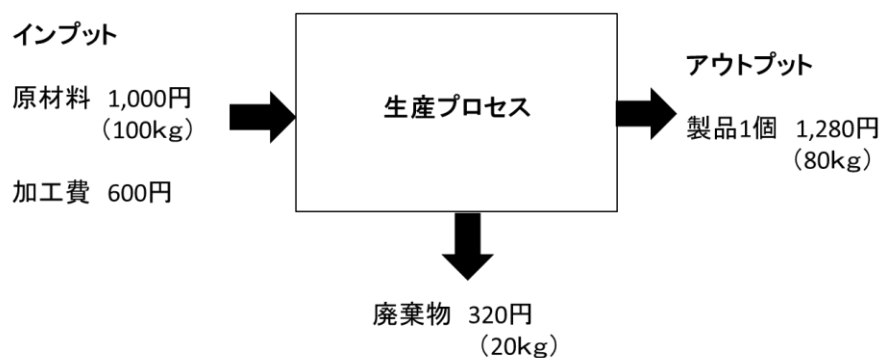 インプット
原材料 1,000円
(100kg)
加工費 600円
生産プロセス
アウトプット
製品1個 1,280円
(80kg)
廃棄物 320円
(20kg)